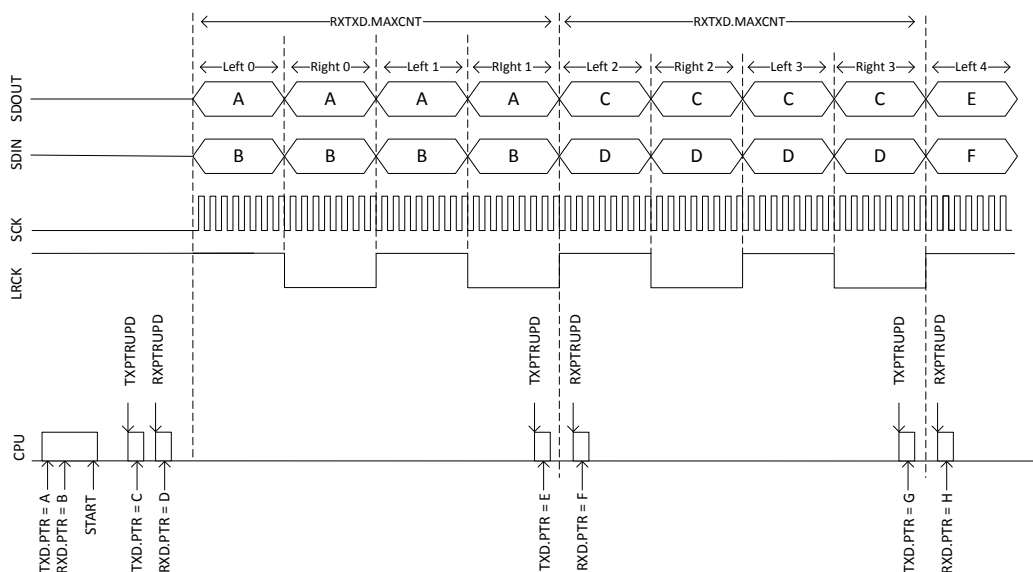 RXTXD.MAXCNT RXTXD.MAXCNT
Left 0 Right 0 Left 1 RIght 1 Left 2 Right 2 Left 3 Right 3 Left 4
SDOUT A A A A C C C C E
SDIN B B B B D D D D F
SCK
LRCK
TXPTRUPD RXPTRUPD TXPTRUPD RXPTRUPD TXPTRUPD RXPTRUPD
CPU
TXD.PTR = A RXD.PTR = B START TXD.PTR = C RXD.PTR = D TXD.PTR = E RXD.PTR = F TXD.PTR = G RXD.PTR = H